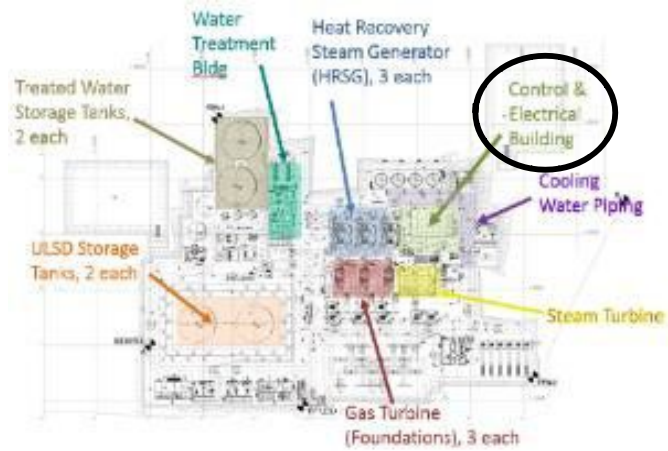 Water
Treatment
Bldg
Heat Recovery
Steam Generator
(HRSG), 3 each
Treated Water
Storage Tanks,
2 each
Control &
Electrical
Building
Cooling
Water Piping
ULSD Storage
Tanks, 2 each
Steam Turbine
Gas Turbine
(Foundations), 3 each